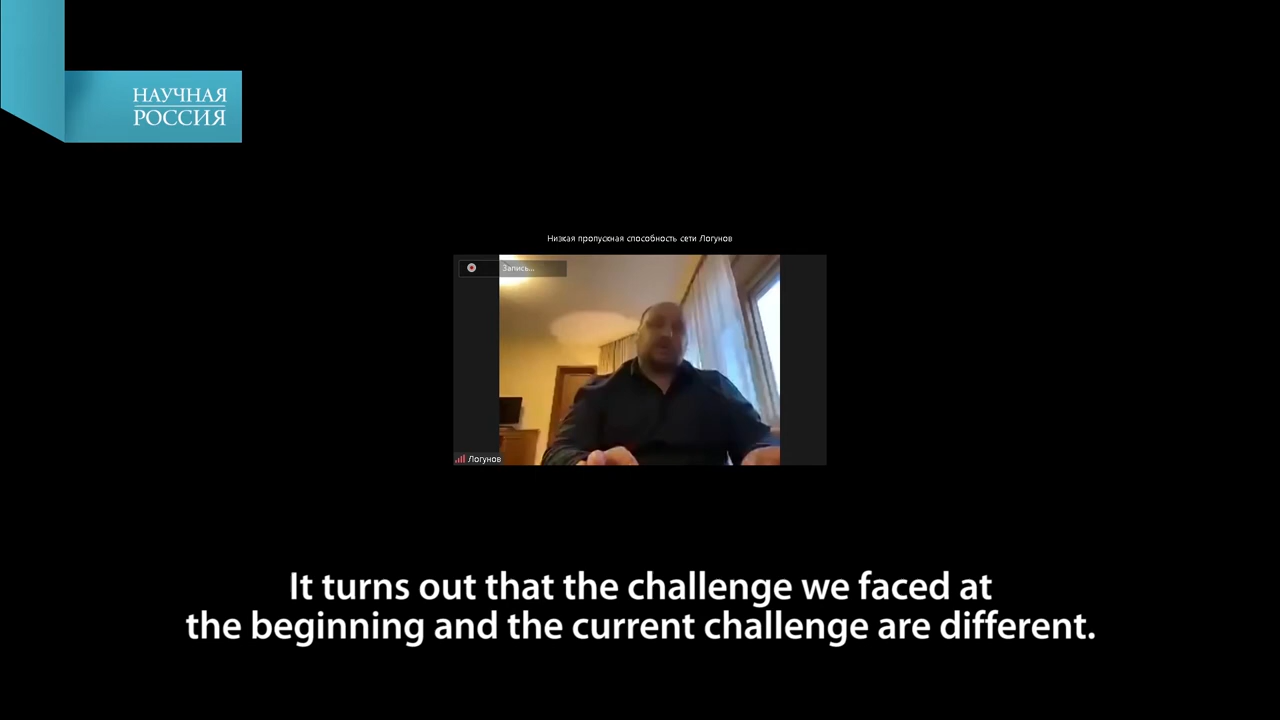 НАУЧНАЯ
РОССИЯ
Низкая пропускная способность сети Логунов
Запись...
Логунов
It turns out that the challenge we faced at
the beginning and the current challenge are different.